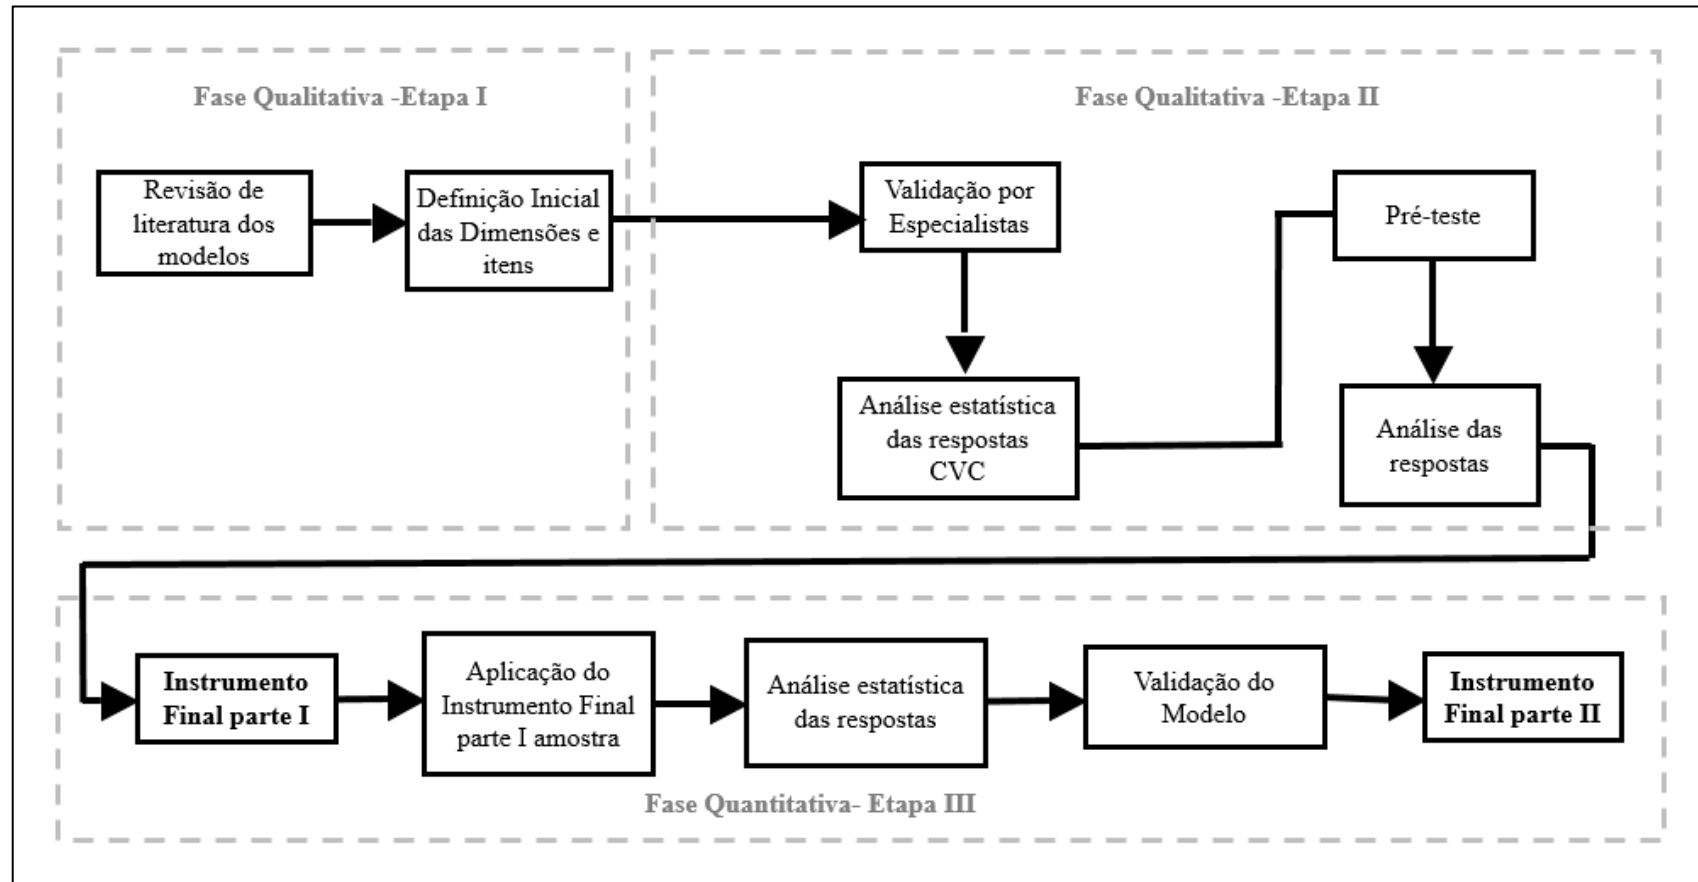 Fase Qualitativa -Etapa I
Revisão de
literatura dos
modelos
Definição Inicial
das Dimensões e
itens
Fase Qualitativa -Etapa II
Validação por
Especialistas
Análise estatística
das respostas
CVC
Pré-teste
Análise das
respostas
Instrumento
Final parte I
Aplicação do
Instrumento Final
parte I amostra
Análise estatística
das respostas
Validação do
Modelo
Instrumento
Final parte II
Fase Quantitativa- Etapa III